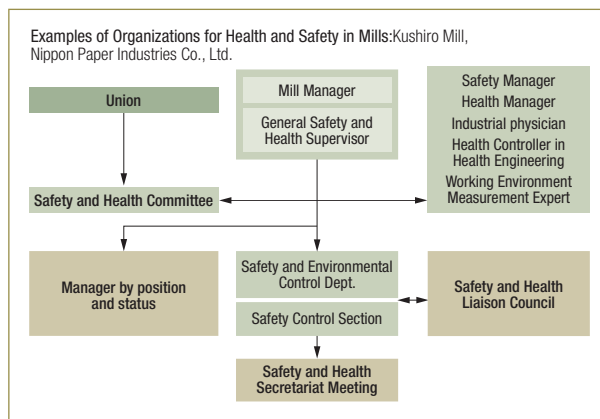 Examples of Organizations for Health and Safety in Mills:Kushiro Mill,
Nippon Paper Industries Co., Ltd.
Union
Mill Manager
General Safety and
Health Supervisor
Safety Manager
Health Manager
Industrial physician
Health Controller in
Health Engineering
Working Environment
Measurement Expert
Safety and Health Committee
Manager by position
and status
Safety and Environmental
Control Dept.
Safety Control Section
Safety and Health
Liaison Council
Safety and Health
Secretariat Meeting